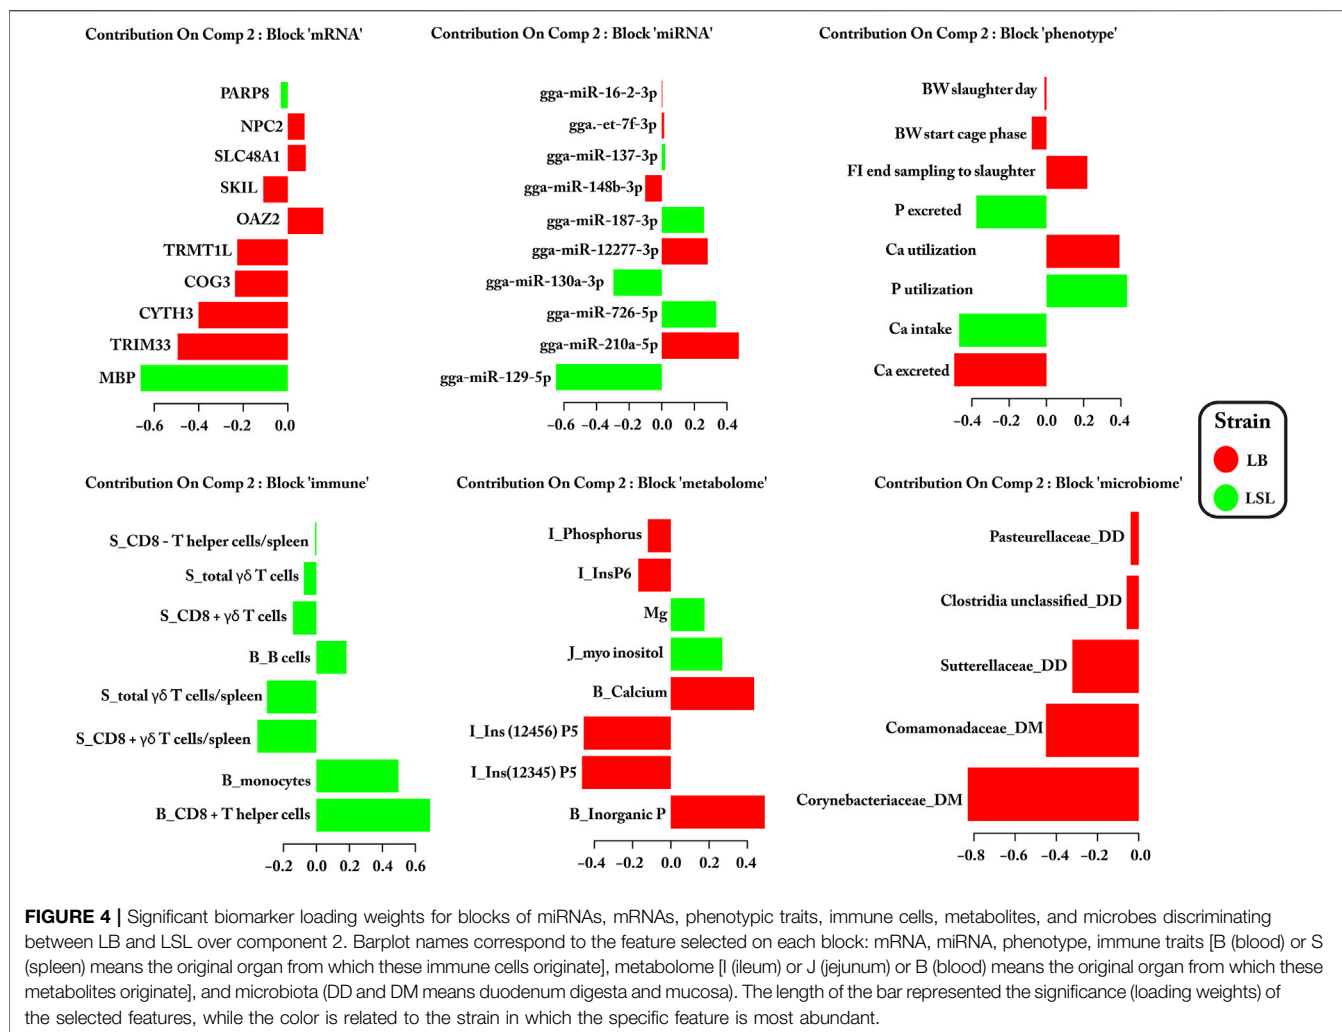 Contribution On Comp 2 : Block 'mRNA'
PARP8
NPC2
SLC48A1
SKIL
OAZ2
TRMT1L
COG3
CYTH3
TRIM33
MBP
−0.6 −0.4 −0.2 0.0
Contribution On Comp 2 : Block 'miRNA'
gga-miR-16-2-3p
gga.-et-7f-3p
gga-miR-137-3p
gga-miR-148b-3p
gga-miR-187-3p
gga-miR-12277-3p
gga-miR-130a-3p
gga-miR-726-5p
gga-miR-210a-5p
gga-miR-129-5p
−0.6 −0.4 −0.2 0.0 0.2 0.4
Contribution On Comp 2 : Block 'phenotype'
BW slaughter day
BW start cage phase
FI end sampling to slaughter
P excreted
Ca utilization
P utilization
Ca intake
Ca excreted
−0.4 −0.2 0.0 0.2 0.4
Strain
LB
LSL
Contribution On Comp 2 : Block 'immune'
S_CD8 - T helper cells/spleen
S_total γδ T cells
S_CD8 + γδ T cells
B_B cells
S_total γδ T cells/spleen
S_CD8 + γδ T cells/spleen
B_monocytes
B_CD8 + T helper cells
−0.2 0.0 0.2 0.4 0.6
Contribution On Comp 2 : Block 'metabolome'
I_Phosphorus
I_InsP6
Mg
J_myo inositol
B_Calcium
I_Ins (12456) P5
I_Ins(12345) P5
B_Inorganic P
−0.4 −0.2 0.0 0.2 0.4
Contribution On Comp 2 : Block 'microbiome'
Pasteurellaceae_DD
Clostridia unclassified_DD
Sutterellaceae_DD
Comamonadaceae_DM
Corynebacteriaceae_DM
−0.8 −0.6 −0.4 −0.2 0.0
FIGURE 4 | Significant biomarker loading weights for blocks of miRNAs, mRNAs, phenotypic traits, immune cells, metabolites, and microbes discriminating
between LB and LSL over component 2. Barplot names correspond to the feature selected on each block: mRNA, miRNA, phenotype, immune traits [B (blood) or S
(spleen) means the original organ from which these immune cells originate], metabolome [I (ileum) or J (jejunum) or B (blood) means the original organ from which these
metabolites originate], and microbiota (DD and DM means duodenum digesta and mucosa). The length of the bar represented the significance (loading weights) of
the selected features, while the color is related to the strain in which the specific feature is most abundant.